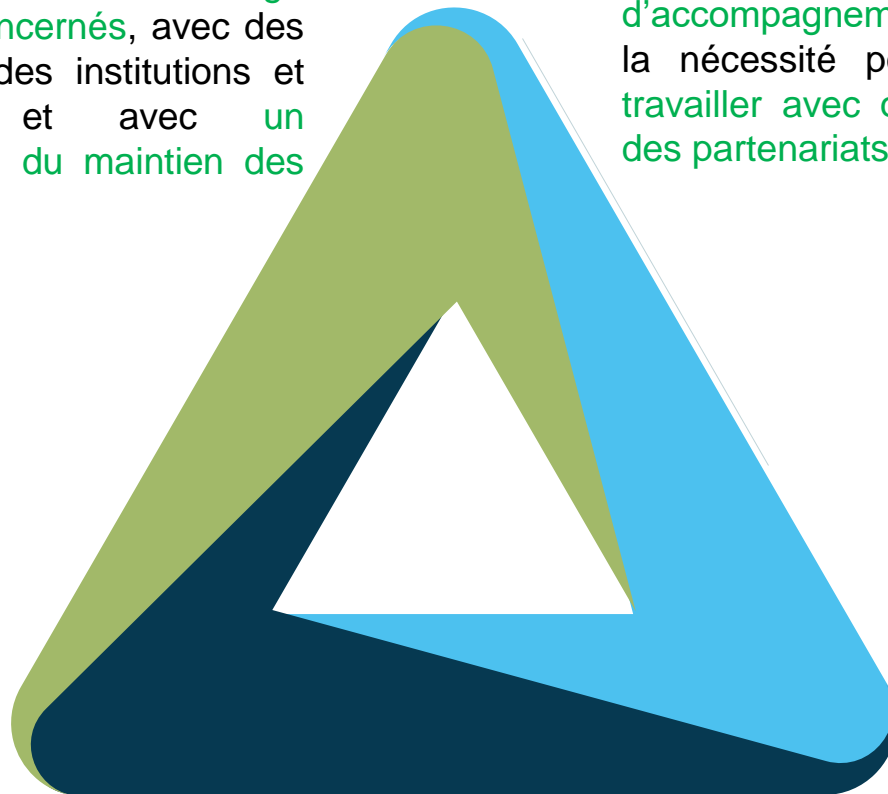 ncernés, avec des
des institutions et
et avec un
du maintien des
d'accompagnem
la nécessité p
travailler avec
des partenariats